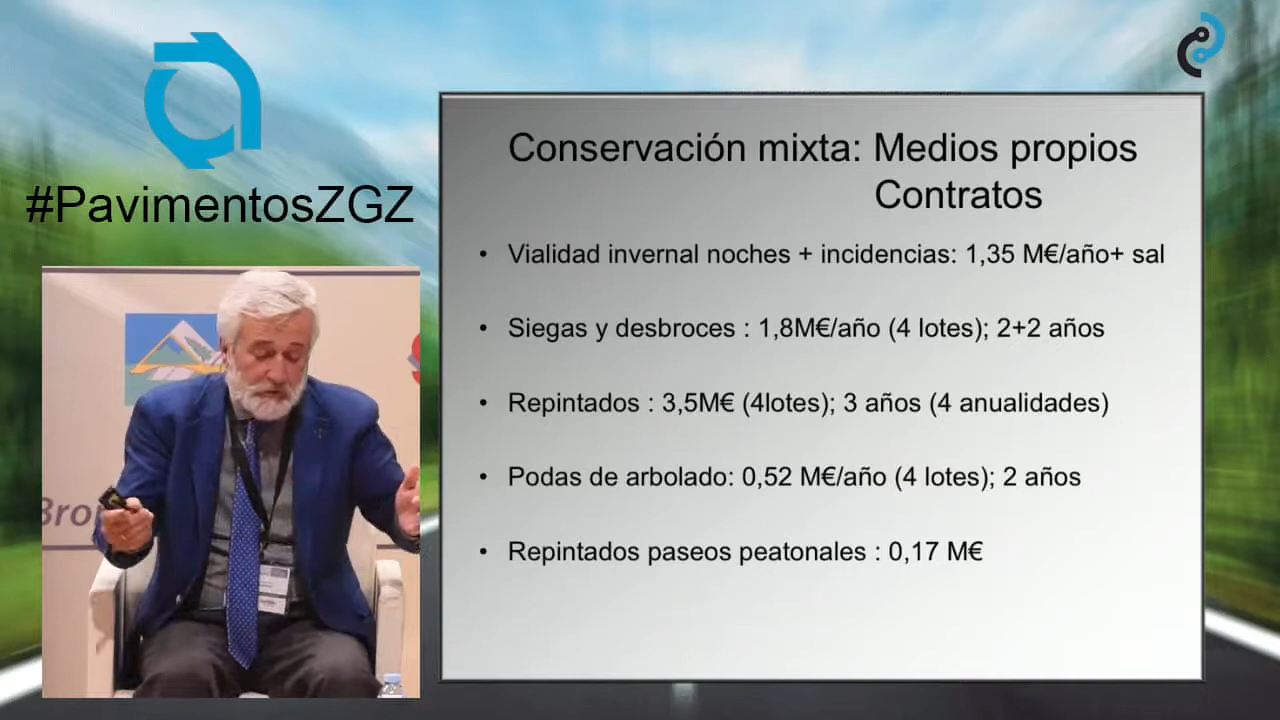 #PavimentosZGZ
Conservación mixta: Medios propios
Contratos
• Vialidad invernal noches + incidencias: 1,35 M€/año+ sal
• Siegas y desbroces : 1,8M€/año (4 lotes); 2+2 años
• Repintados : 3,5M€ (4lotes); 3 años (4 anualidades)
• Podas de arbolado: 0,52 M€/año (4 lotes); 2 años
• Repintados paseos peatonales : 0,17 M€